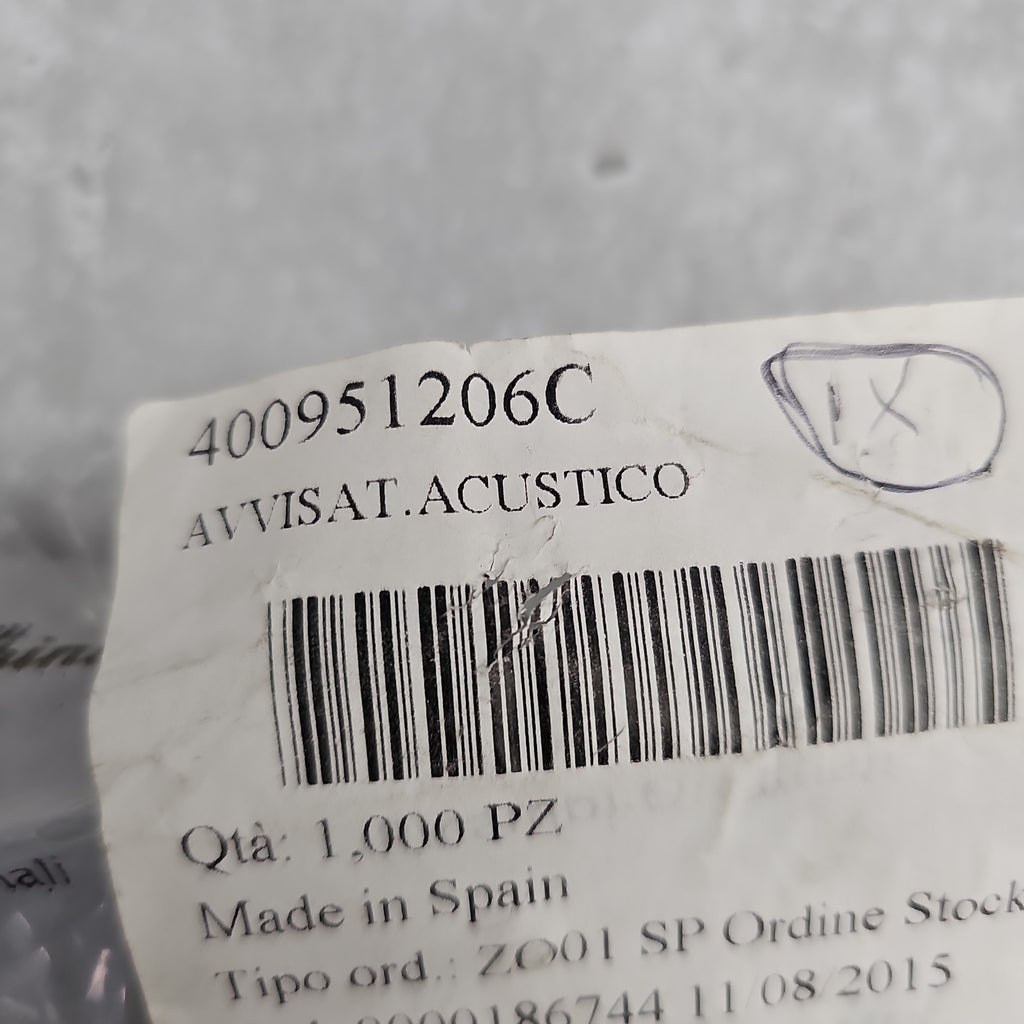 400951206C
1X
AVVISAT.ACUSTICO
Qtà: 1,000 PZ
Made in Spain
Tipo ord.: ZO01 SP Ordine Stock
11/08/2015